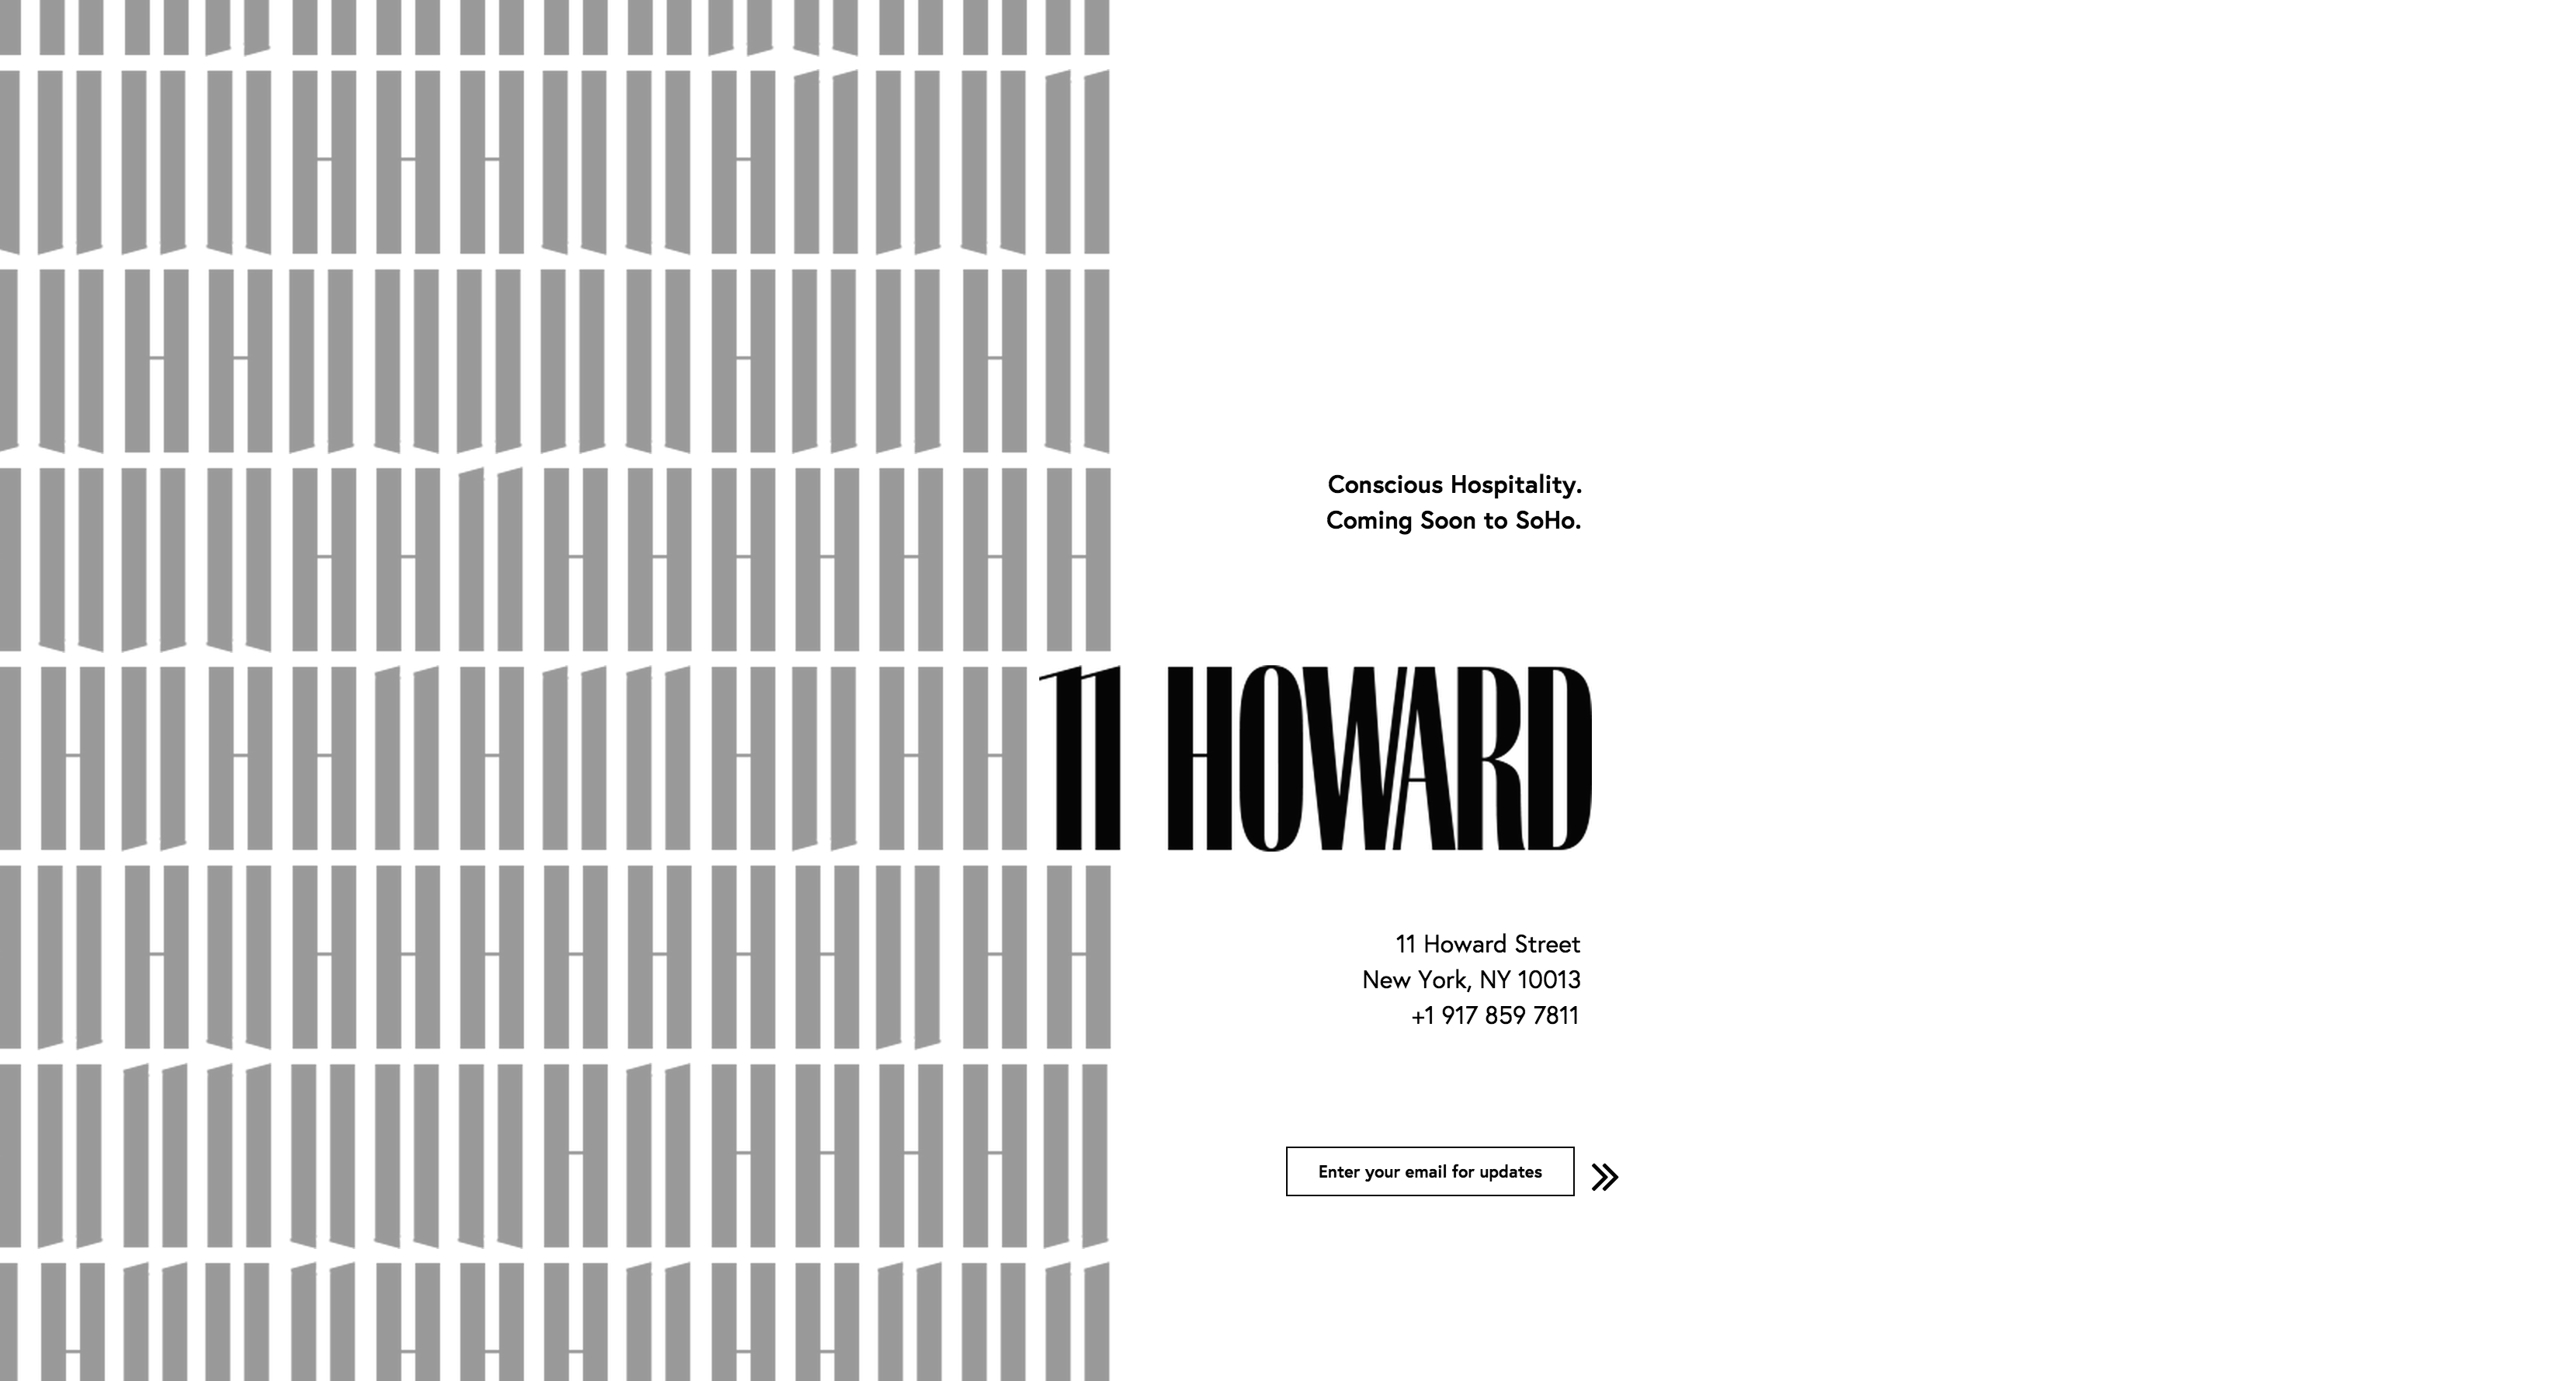 Conscious Hospitality.
Coming Soon to SoHo.
11 HOWARD
11 Howard Street
New York, NY 10013
+1 917 859 7811
Enter your email for updates